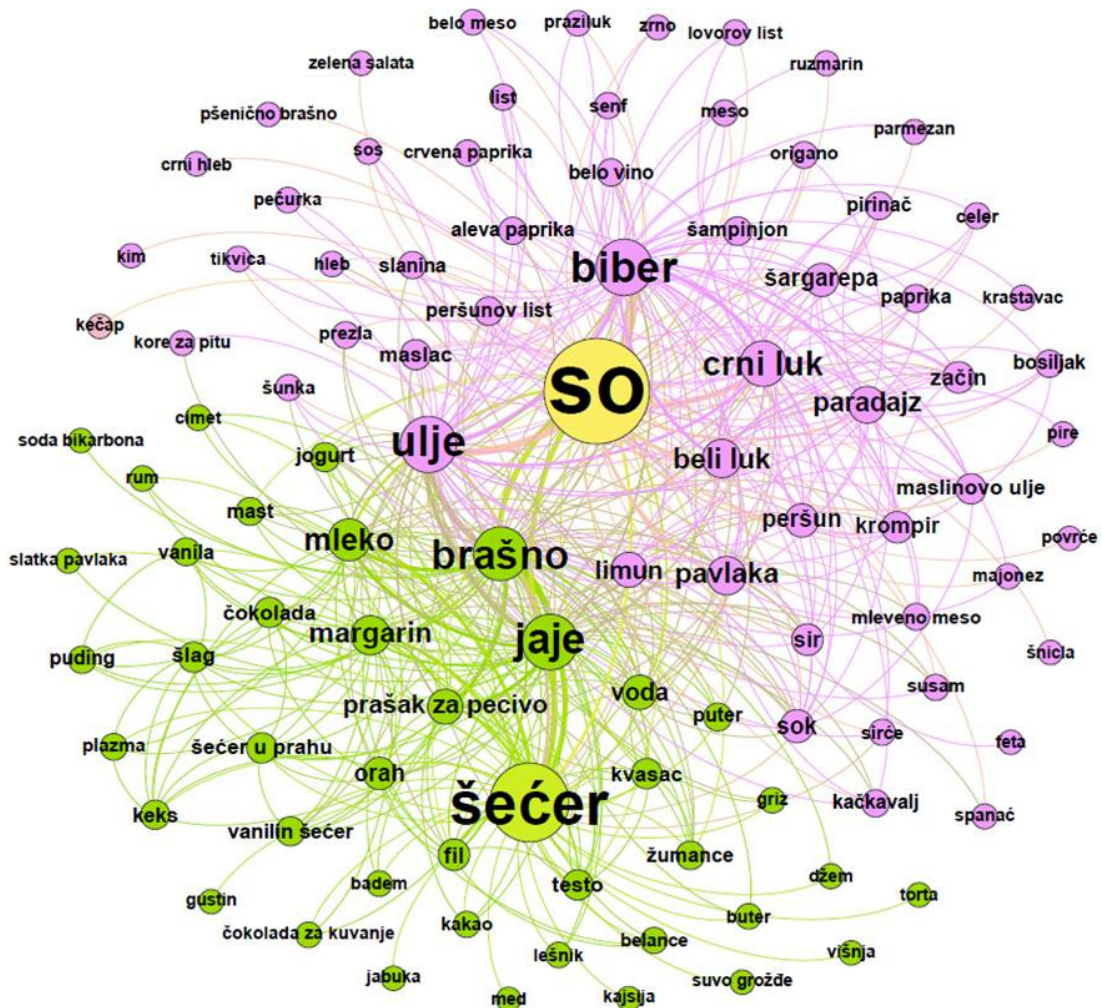 belo meso
praziluk
zrno
lovorov list
zelena salata
ruzmarin
list
senf
meso
pšenično brašno
parmezan
sos
crvena paprika
origano
crni hleb
belo vino
pečurka
pirinač
celer
aleva paprika
šampinjon
kim
tikvica
hleb
slanina
biber
šargarepa
paprika
krastavac
kečap
peršunov list
kore za pitu
prezla
maslac
crni luk
začin
bosiljak
šunka
so
paradajz
cimet
pire
soda bikarbona
jogurt
ulje
beli luk
rum
maslinovo ulje
mast
peršun
krompir
slatka pavlaka
vanila
mleko
brašno
limun
pavlaka
povrće
majonez
čokolada
margarin
jaje
mleveno meso
sir
puding
šlag
šnicla
voda
susam
prašak za pecivo
puter
sok
plazma
šećer u prahu
sirće
feta
orah
kvasac
keks
šećer
griz
kačkavalj
spanać
vanilin šećer
fil
žumance
badem
testo
džem
torta
gustin
čokolada za kuvanje
kakao
buter
belance
višnja
lešnik
jabuka
suvo grožđe
med
kajsija